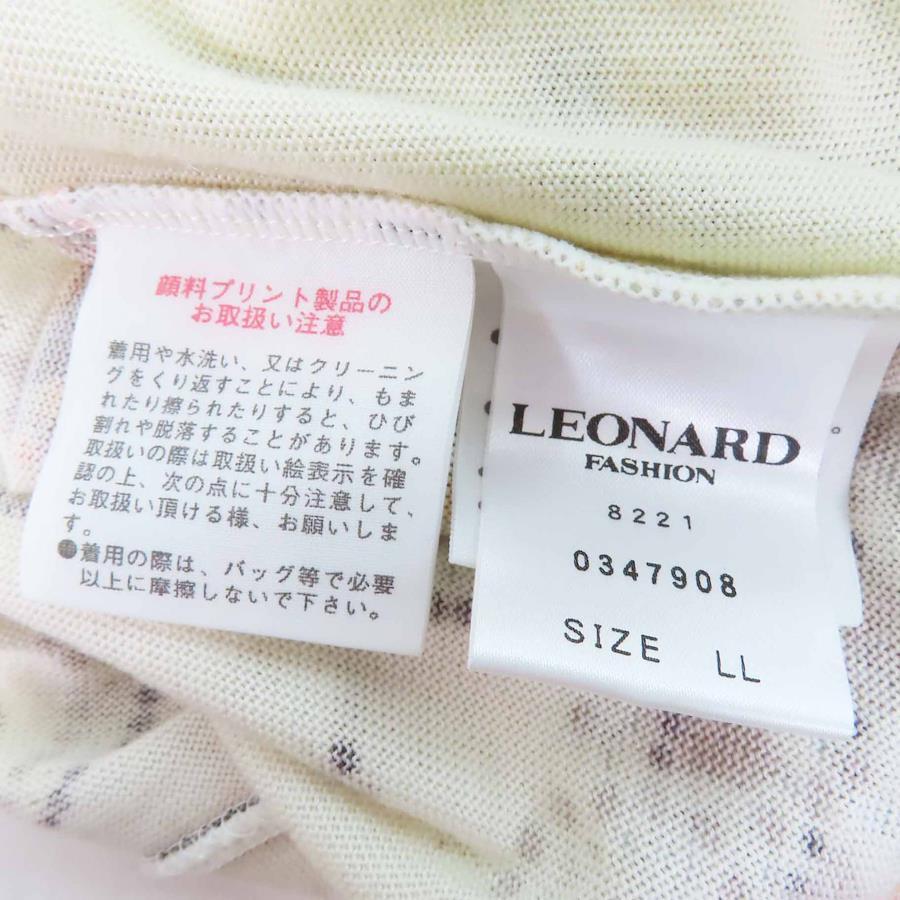 顔料プリント製品の
お取扱い注意
着用や水洗い、又はクリーニン
グをくり返すことにより、もま
れたり擦られたりすると、ひび
割れや脱落することがあります。
取扱いの際は取扱い絵表示を確
認の上、次の点に十分注意して、
お取扱い頂ける様、お願いしま
す。
●着用の際は、バッグ等で必要
以上に摩擦しないで下さい。
LEONARD
FASHION
8221
0347908
SIZE LL